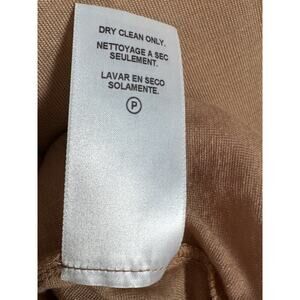 DRY CLEAN ONLY.
NETTOYAGE A SEC
SEULEMENT.
LAVAR EN SECO
SOLAMENTE.
P